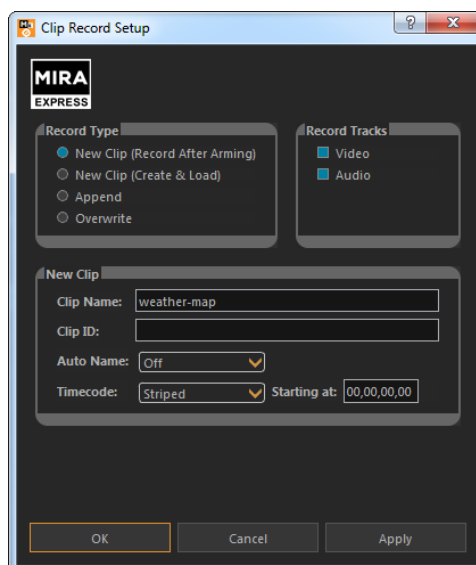 Clip Record Setup
MIRA
EXPRESS
Record Type
New Clip (Record After Arming)
New Clip (Create & Load)
Append
Overwrite
Record Tracks
Video
Audio
New Clip
Clip Name: weather-map
Clip ID:
Auto Name: Off
Timecode: Striped Starting at: 00,00,00,00
OK Cancel Apply